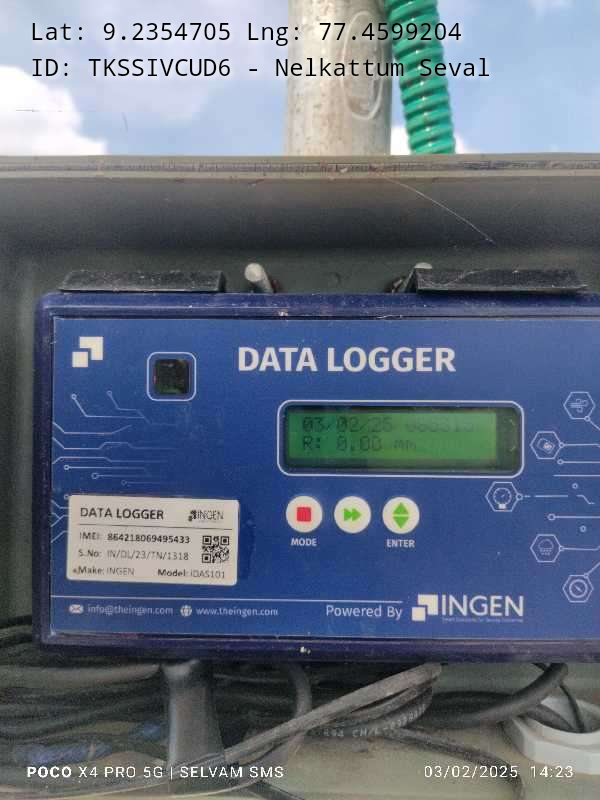 Lat: 9.2354705 Lng: 77.4599204
ID: TKSSIVCUD6 - Nelkattum Seval
DATA LOGGER
03/02/25
R: 0.00 mm
DATA LOGGER INGEN
IMEI: 864218069495433
S.No: IN/DL/23/TN/1318
Make: INGEN Model: IDAS101
MODE
ENTER
info@theingen.com www.theingen.com
Powered By INGEN
POCO X4 PRO 5G | SELVAM SMS
03/02/2025 14:23